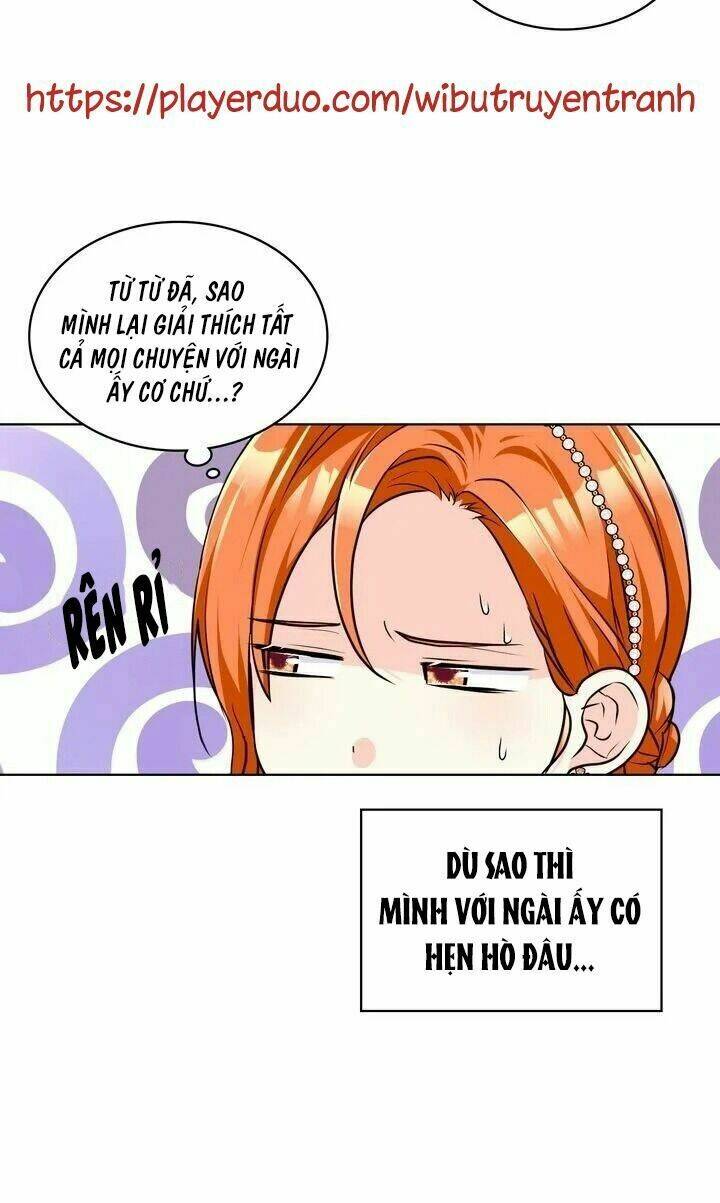 https://playerduo.com/wibutruyentranh
TỪ TỪ ĐÃ, SAO
MÌNH LẠI GIẢI THÍCH TẤT
CẢ MỌI CHUYỆN VỚI NGÀI
ẤY CƠ CHỨ...?
RÊN RỈ
DÙ SAO THÌ
MÌNH VỚI NGÀI ẤY CÓ
HẸN HÒ ĐÂU...